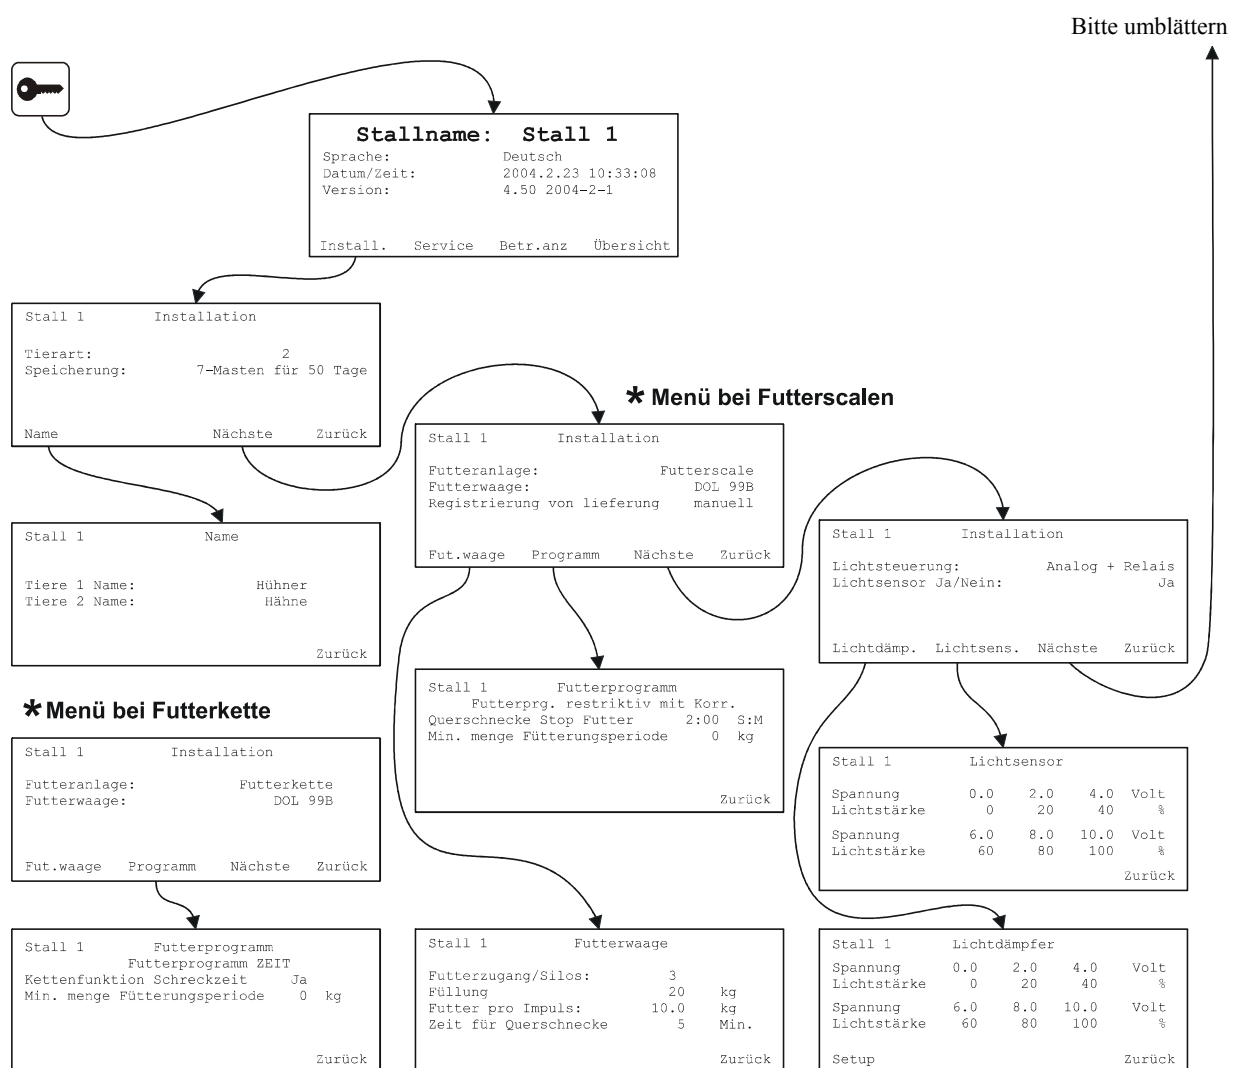 Bitte umblättern
Stallname: Stall 1
Sprache: Deutsch
Datum/Zeit: 2004.2.23 10:33:08
Version: 4.50 2004-2-1
Install. Service Betr.anz Übersicht
Stall 1 Installation
Tierart: 2
Speicherung: 7-Masten für 50 Tage
Name Nächste Zurück
* Menü bei Futterscalen
Stall 1 Installation
Futteranlage: Futterscale
Futterwaage: DOL 99B
Registrierung von lieferung manuell
Fut.waage Programm Nächste Zurück
Stall 1 Name
Tiere 1 Name: Hühner
Tiere 2 Name: Hähne
Zurück
Stall 1 Installation
Lichtsteuerung: Analog + Relais
Lichtsensor Ja/Nein: Ja
Lichtdämp. Lichtsens. Nächste Zurück
Stall 1 Futterprogramm
Futterprg. restriktiv mit Korr.
Querschnecke Stop Futter 2:00 S:M
Min. menge Fütterungsperiode 0 kg
Zurück
* Menü bei Futterkette
Stall 1 Installation
Futteranlage: Futterkette
Futterwaage: DOL 99B
Fut.waage Programm Nächste Zurück
Stall 1 Lichtsensor
Spannung 0.0 2.0 4.0 Volt
Lichtstärke 0 20 40 %
Spannung 6.0 8.0 10.0 Volt
Lichtstärke 60 80 100 %
Zurück
Stall 1 Futterprogramm
Futterprogramm ZEIT
Kettenfunktion Schreckzeit Ja
Min. menge Fütterungsperiode 0 kg
Zurück
Stall 1 Futterwaage
Futterzugang/Silos: 3
Füllung 20 kg
Futter pro Impuls: 10.0 kg
Zeit für Querschnecke 5 Min.
Zurück
Stall 1 Lichtdämpfer
Spannung 0.0 2.0 4.0 Volt
Lichtstärke 0 20 40 %
Spannung 6.0 8.0 10.0 Volt
Lichtstärke 60 80 100 %
Setup Zurück